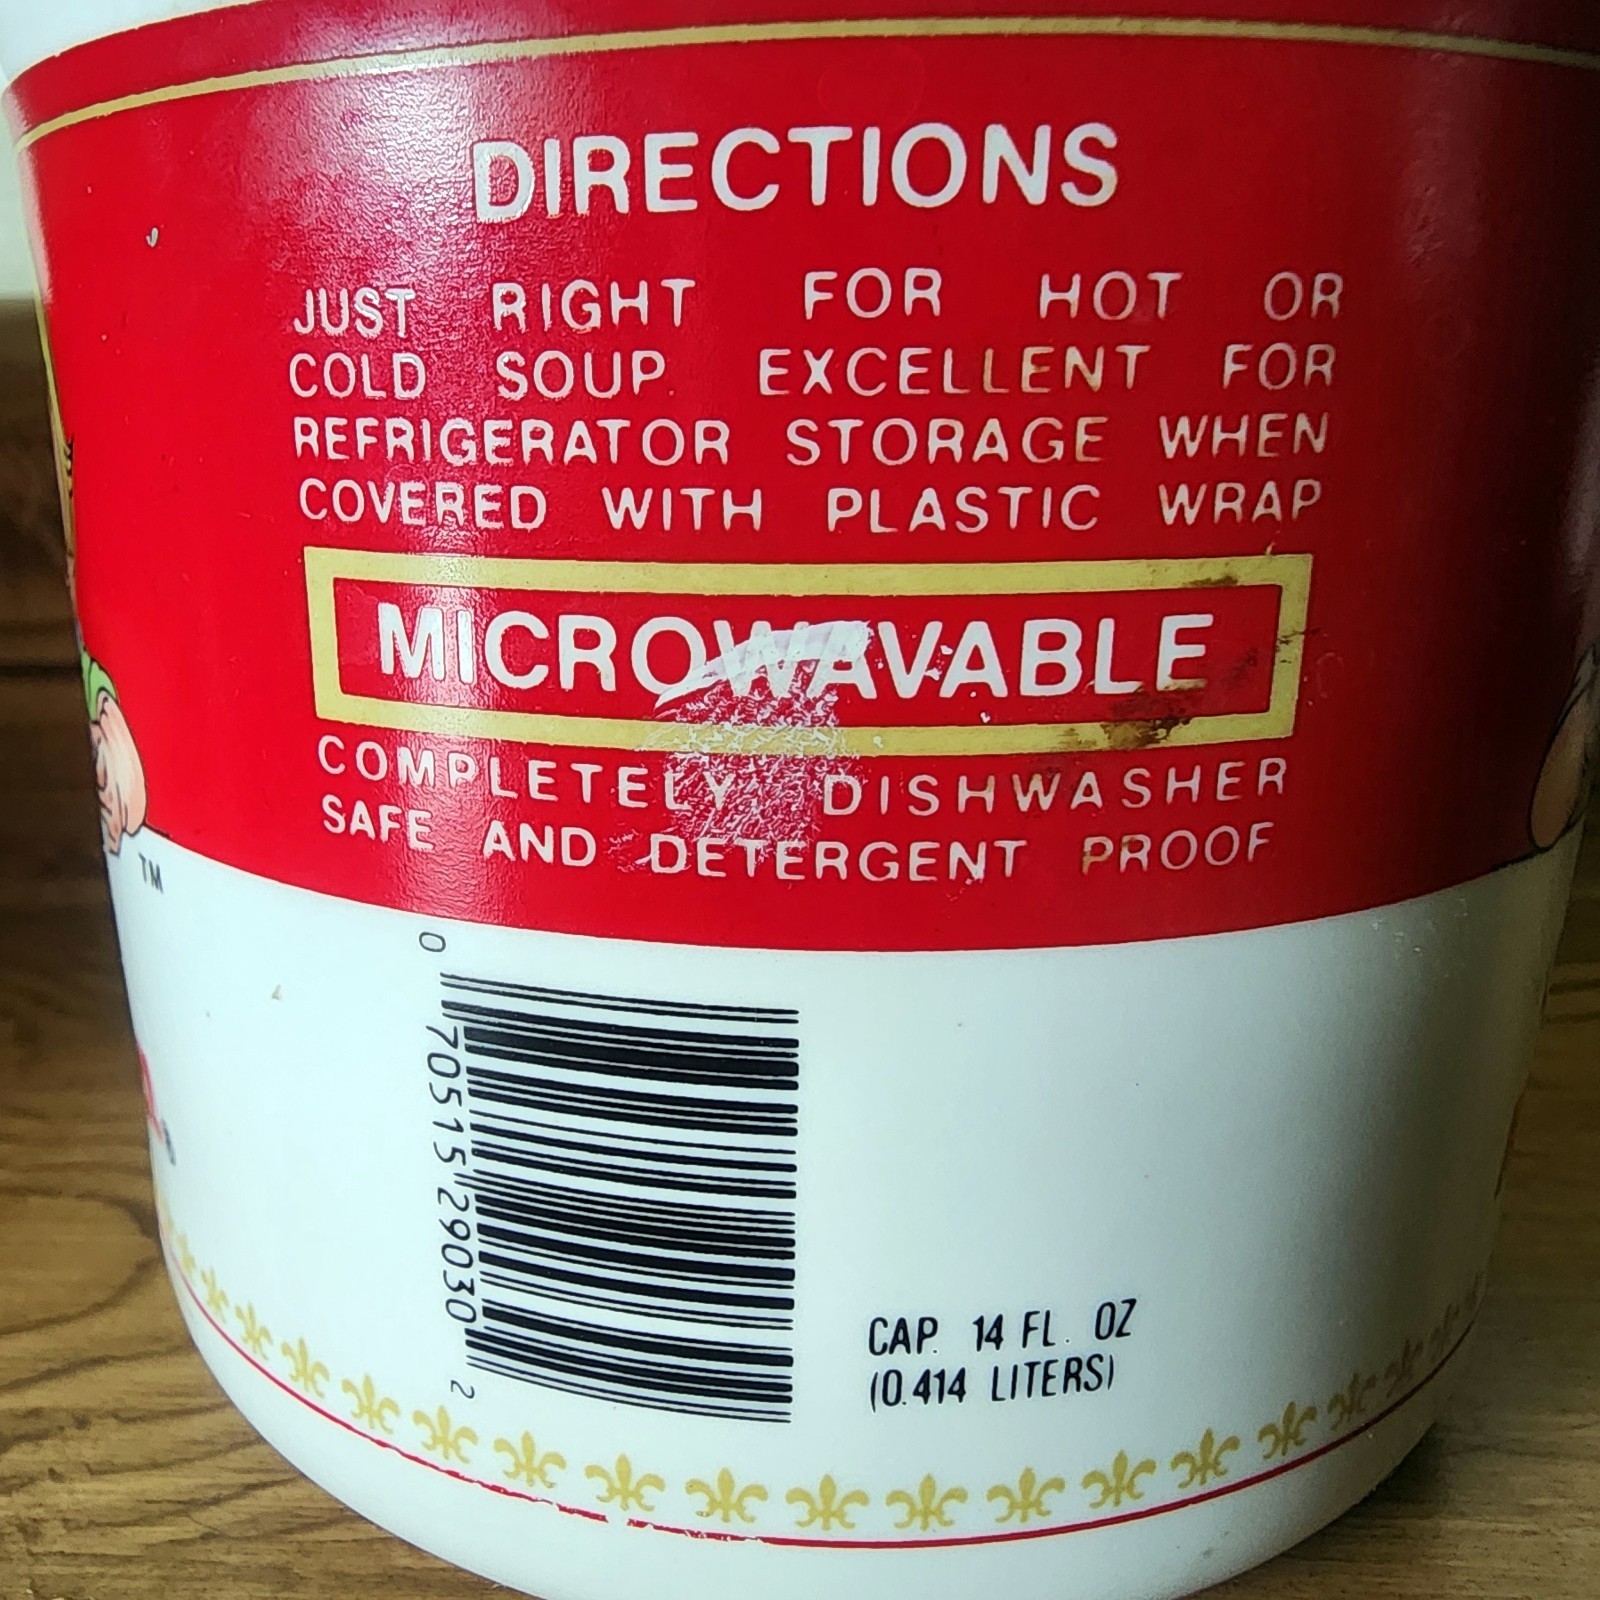 DIRECTIONS
JUST RIGHT FOR HOT OR
COLD SOUP. EXCELLENT FOR
REFRIGERATOR STORAGE WHEN
COVERED WITH PLASTIC WRAP
MICROWAVABLE
COMPLETELY, DISHWASHER
SAFE AND DETERGENT PROOF
TM
®
0 70515 29030 2
CAP. 14 FL. OZ
(0.414 LITERS)